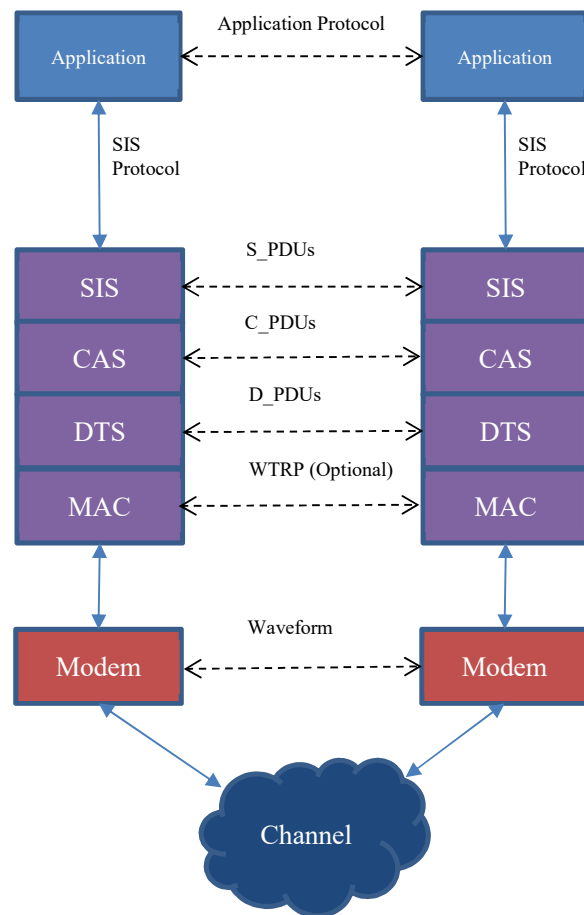 Application Protocol
Application
Application
SIS
Protocol
SIS
Protocol
S_PDUs
SIS
SIS
C_PDUs
CAS
CAS
D_PDUs
DTS
DTS
WTRP (Optional)
MAC
MAC
Waveform
Modem
Modem
Channel